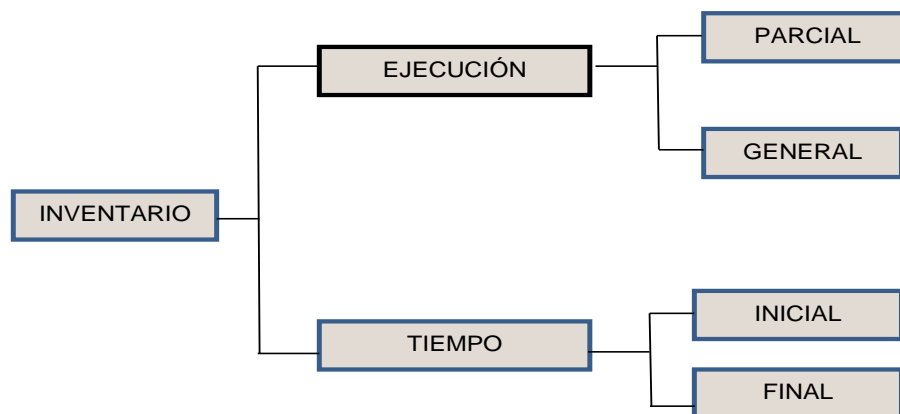 PARCIAL
EJECUCIÓN
GENERAL
INVENTARIO
INICIAL
TIEMPO
FINAL